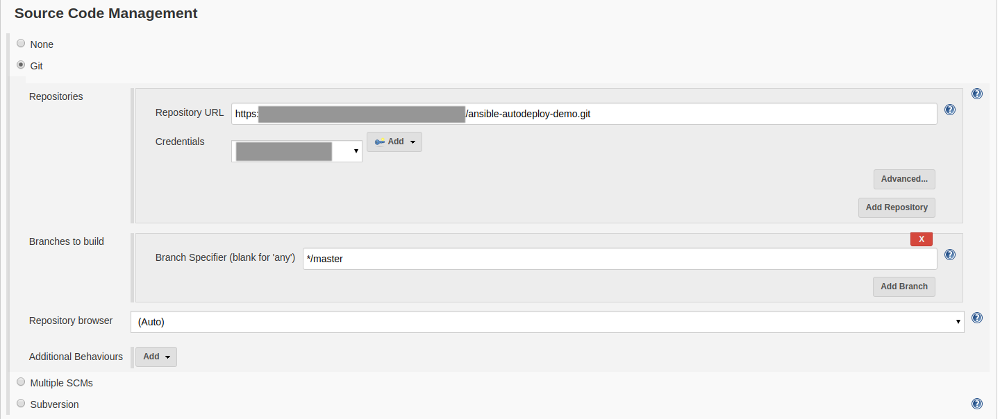 Source Code Management
None
Git
Repositories
Repository URL https: /ansible-autodeploy-demo.git
Credentials Add
Advanced...
Add Repository
Branches to build
X
Branch Specifier (blank for 'any') */master
Add Branch
Repository browser (Auto)
Additional Behaviours Add
Multiple SCMs
Subversion